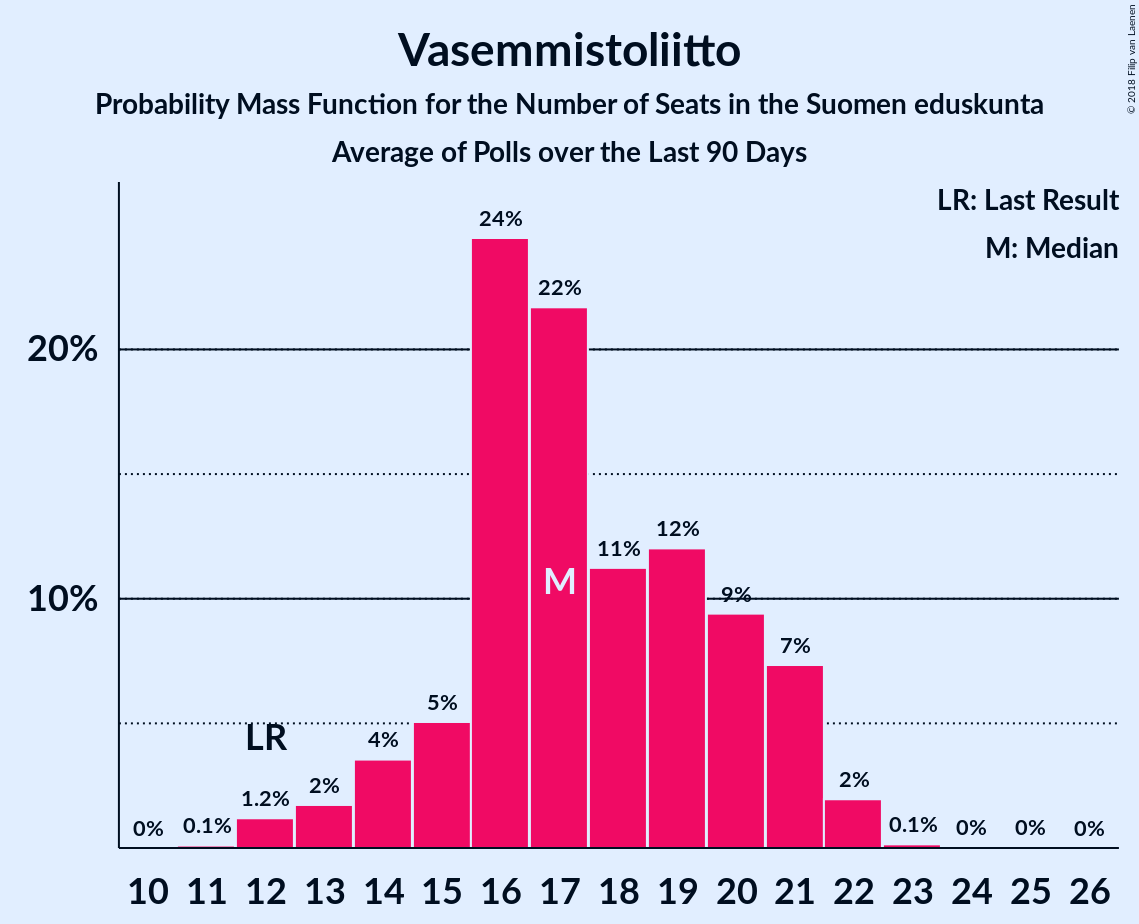 Vasemmistoliitto
Probability Mass Function for the Number of Seats in the Suomen eduskunta
Average of Polls over the Last 90 Days
© 2018 Filip van Laenen
LR: Last Result
M: Median
20%
10%
0%
0.1%
1.2%
LR
2%
4%
5%
24%
22%
M
11%
12%
9%
7%
2%
0.1%
0%
0%
0%
10 11 12 13 14 15 16 17 18 19 20 21 22 23 24 25 26